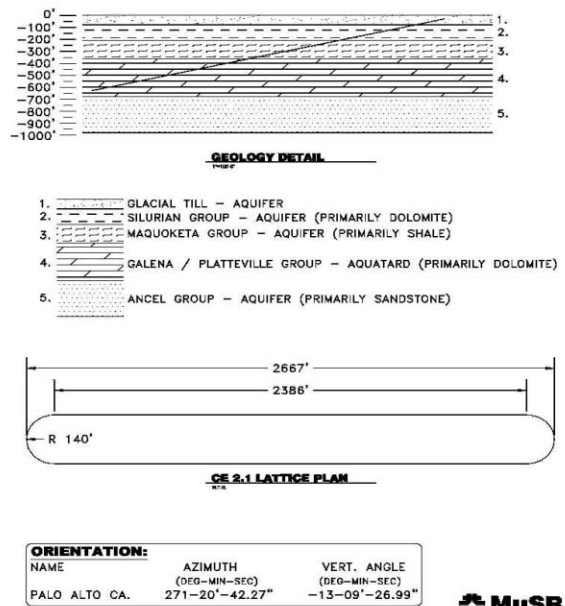 0'
-100'
-200'
-300'
-400'
-500'
-600'
-700'
-800'
-900'
-1000'
1.
2.
3.
4.
5.
GEOLOGY DETAIL
1. GLACIAL TILL – AQUIFER
2. SILURIAN GROUP – AQUIFER (PRIMARILY DOLOMITE)
3. MAQUOKETA GROUP – AQUIFER (PRIMARILY SHALE)
4. GALENA / PLATTEVILLE GROUP – AQUATARD (PRIMARILY DOLOMITE)
5. ANCEL GROUP – AQUIFER (PRIMARILY SANDSTONE)
2667'
2386'
R 140'
CE 2.1 LATTICE PLAN
ORIENTATION:
NAME AZIMUTH VERT. ANGLE
(DEG-MIN-SEC) (DEG-MIN-SEC)
PALO ALTO CA. 271-20'-42.27" -13-09'-26.99"
MuSR